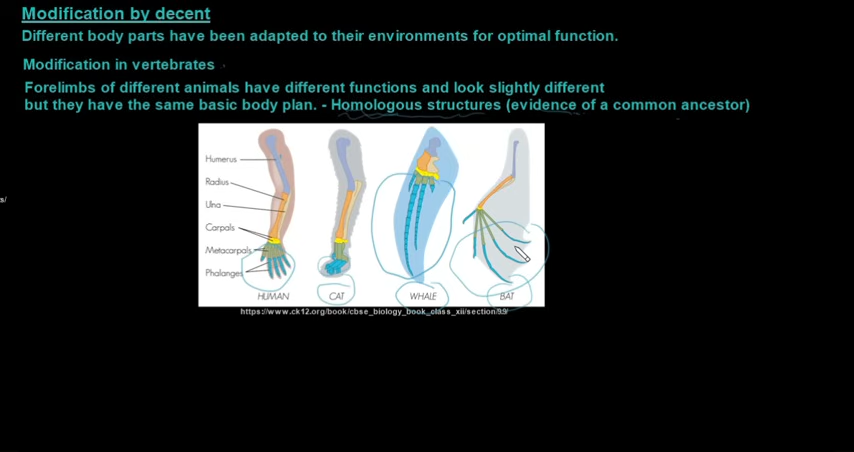 Modification by decent
Different body parts have been adapted to their environments for optimal function.
Modification in vertebrates
Forelimbs of different animals have different functions and look slightly different
but they have the same basic body plan. - Homologous structures (evidence of a common ancestor)
Humerus
Radius
s/
Ulna
Carpals
Metacarpals
Phalanges
HUMAN CAT WHALE BAT
https://www.ck12.org/book/cbse_biology_book_class_xii/section/9.9/